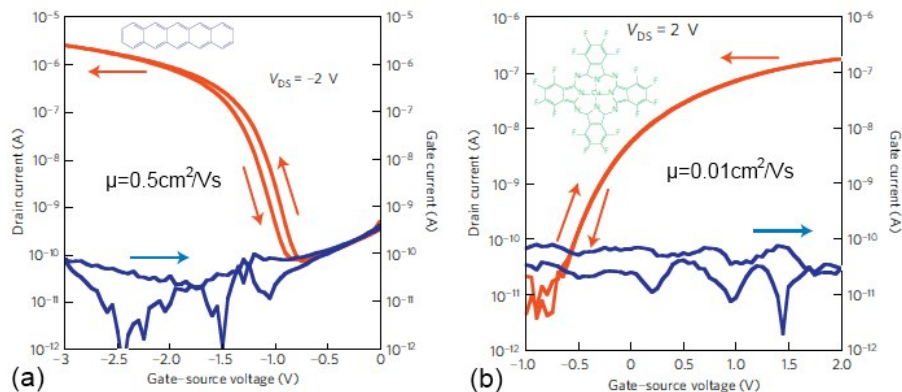 10⁻⁵
10⁻⁶
10⁻⁷
10⁻⁸
10⁻⁹
10⁻¹⁰
10⁻¹¹
10⁻¹²
Drain current (A)
V_DS = −2 V
μ=0.5cm²/Vs
10⁻⁵
10⁻⁶
10⁻⁷
10⁻⁸
10⁻⁹
10⁻¹⁰
10⁻¹¹
10⁻¹²
Gate current (A)
−3 −2.5 −2.0 −1.5 −1.0 −0.5 0
Gate–source voltage (V)
(a)
10⁻⁶
10⁻⁷
10⁻⁸
10⁻⁹
10⁻¹⁰
10⁻¹¹
10⁻¹²
Drain current (A)
V_DS = 2 V
F F
F F
F N N N F
F N N F
Cu
F N N F
F N N N F
F F
F F
μ=0.01cm²/Vs
10⁻⁵
10⁻⁶
10⁻⁷
10⁻⁸
10⁻⁹
10⁻¹⁰
10⁻¹¹
10⁻¹²
Gate current (A)
-1.0 −0.5 0 0.5 1.0 1.5 2.0
Gate–source voltage (V)
(b)